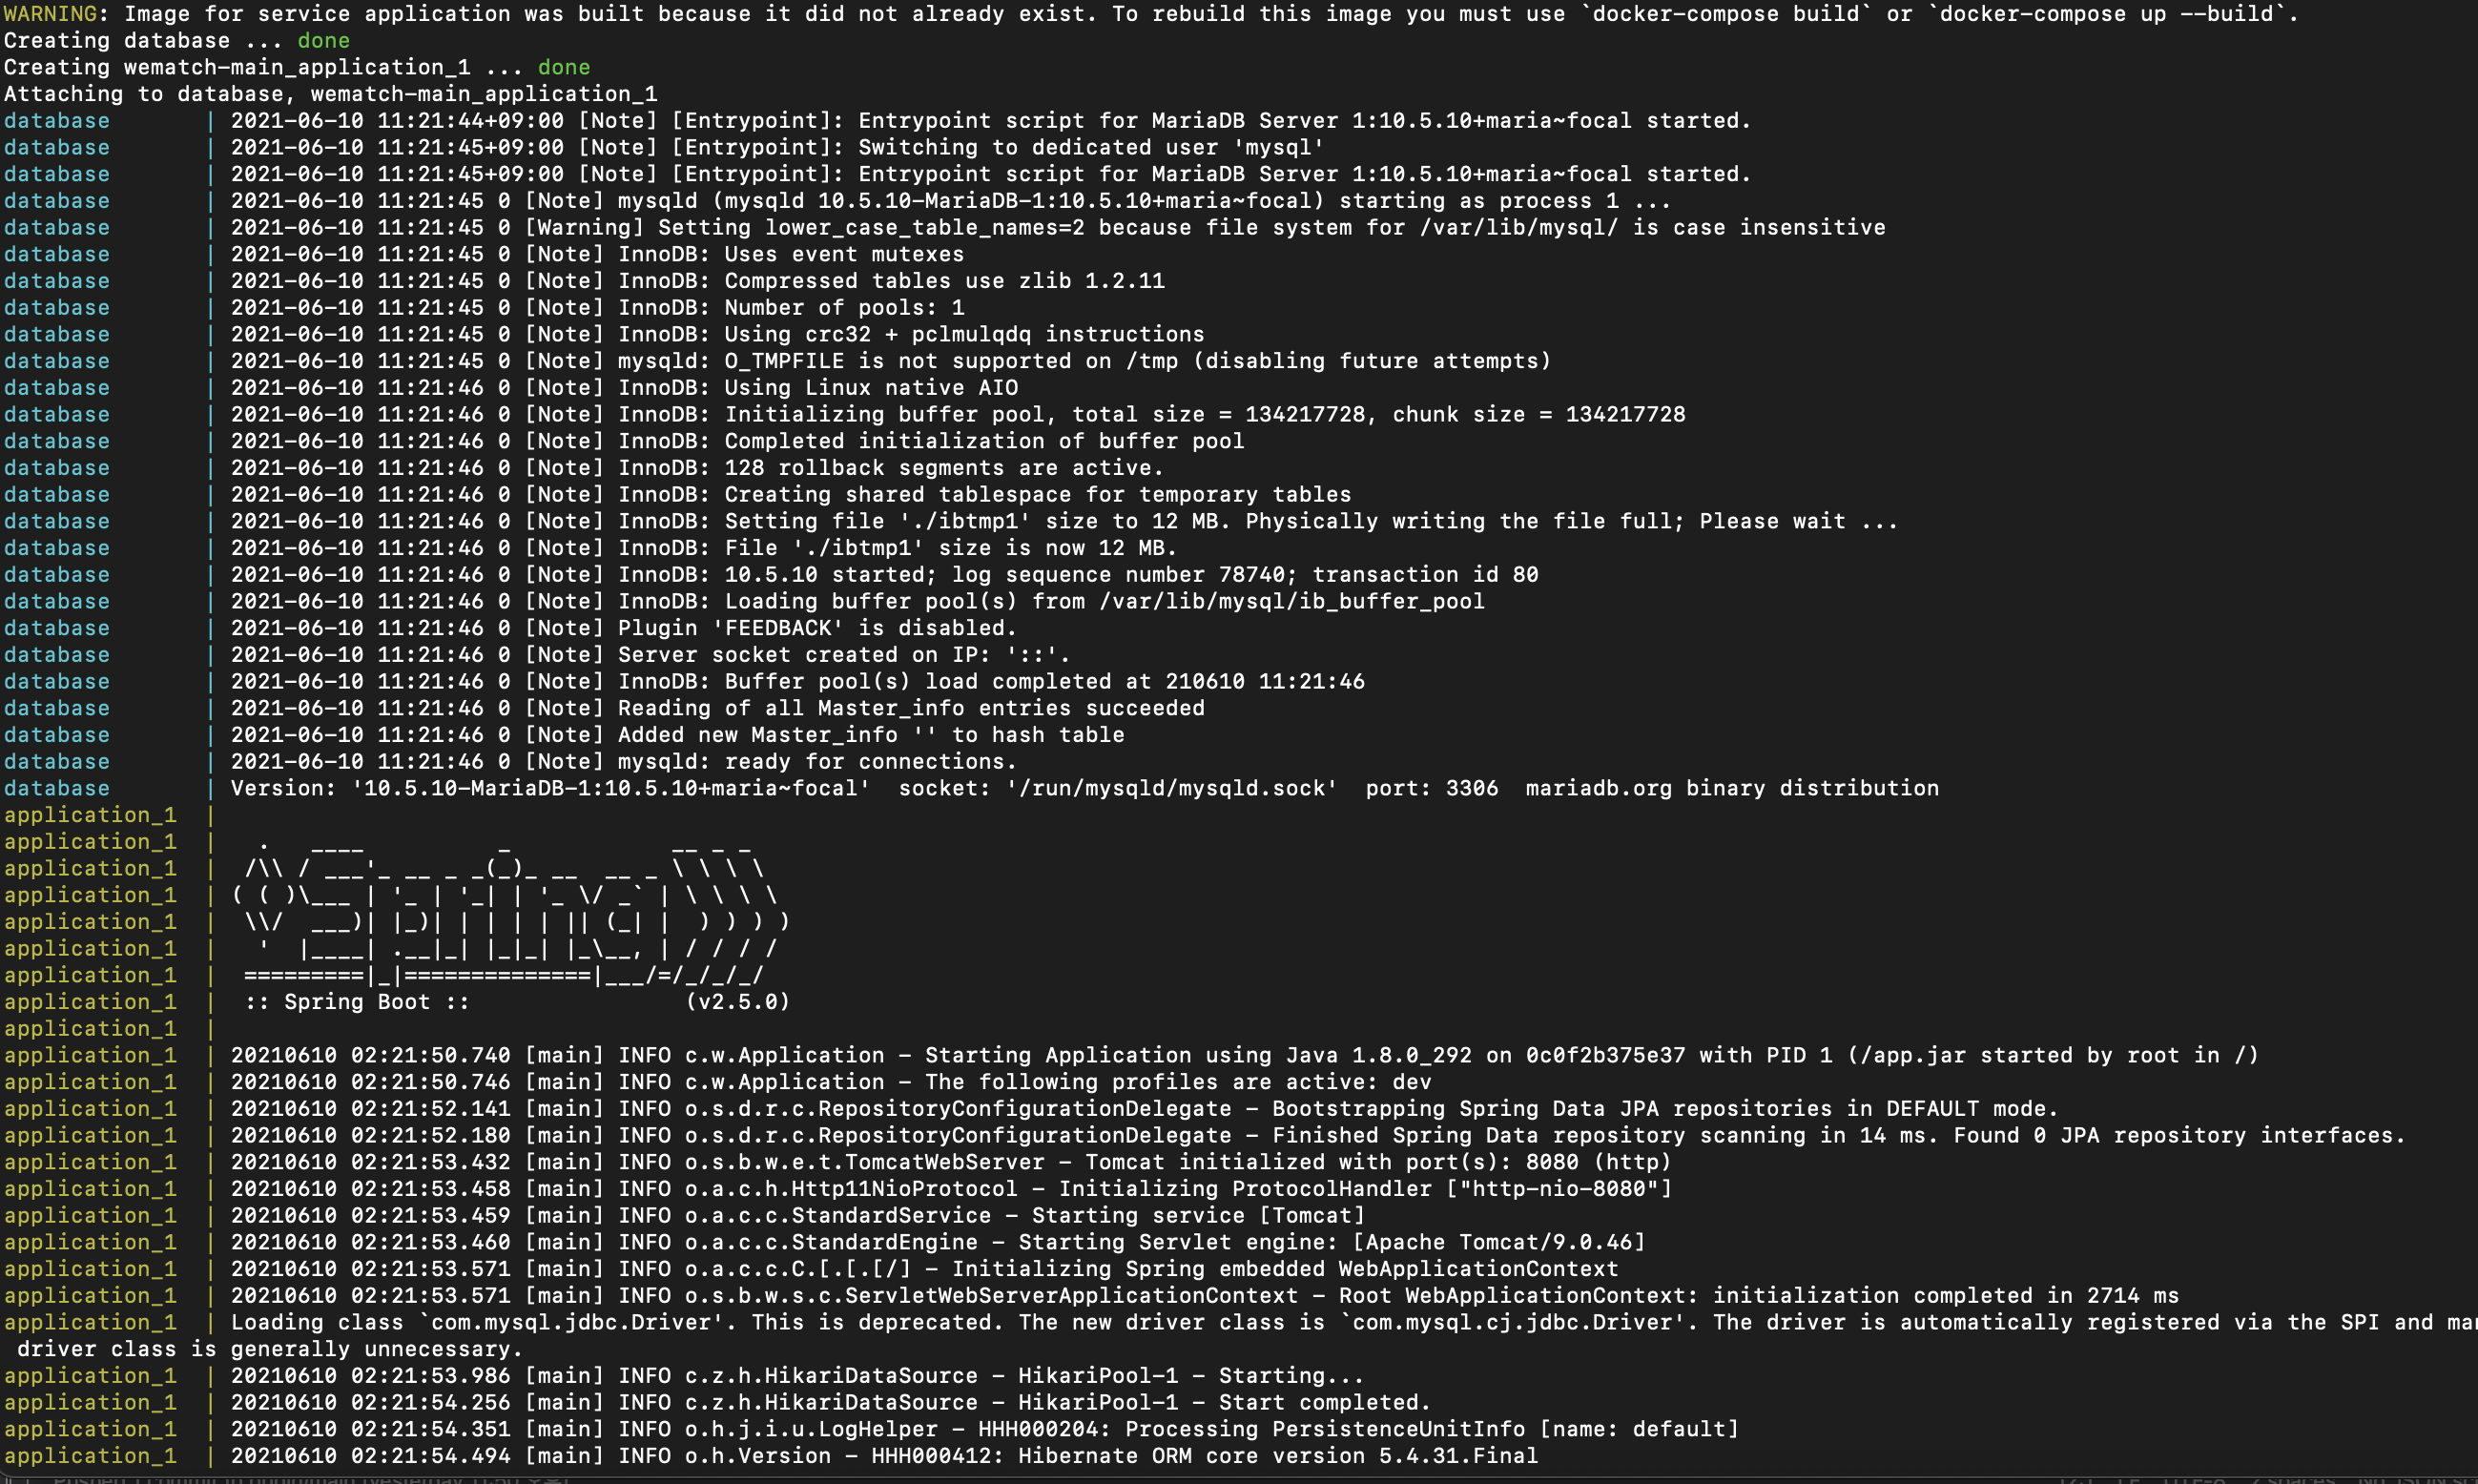 WARNING: Image for service application was built because it did not already exist. To rebuild this image you must use `docker-compose build` or `docker-compose up --build`.
Creating database ... done
Creating wematch-main_application_1 ... done
Attaching to database, wematch-main_application_1
database       | 2021-06-10 11:21:44+09:00 [Note] [Entrypoint]: Entrypoint script for MariaDB Server 1:10.5.10+maria~focal started.
database       | 2021-06-10 11:21:45+09:00 [Note] [Entrypoint]: Switching to dedicated user 'mysql'
database       | 2021-06-10 11:21:45+09:00 [Note] [Entrypoint]: Entrypoint script for MariaDB Server 1:10.5.10+maria~focal started.
database       | 2021-06-10 11:21:45 0 [Note] mysqld (mysqld 10.5.10-MariaDB-1:10.5.10+maria~focal) starting as process 1 ...
database       | 2021-06-10 11:21:45 0 [Warning] Setting lower_case_table_names=2 because file system for /var/lib/mysql/ is case insensitive
database       | 2021-06-10 11:21:45 0 [Note] InnoDB: Uses event mutexes
database       | 2021-06-10 11:21:45 0 [Note] InnoDB: Compressed tables use zlib 1.2.11
database       | 2021-06-10 11:21:45 0 [Note] InnoDB: Number of pools: 1
database       | 2021-06-10 11:21:45 0 [Note] InnoDB: Using crc32 + pclmulqdq instructions
database       | 2021-06-10 11:21:45 0 [Note] mysqld: O_TMPFILE is not supported on /tmp (disabling future attempts)
database       | 2021-06-10 11:21:46 0 [Note] InnoDB: Using Linux native AIO
database       | 2021-06-10 11:21:46 0 [Note] InnoDB: Initializing buffer pool, total size = 134217728, chunk size = 134217728
database       | 2021-06-10 11:21:46 0 [Note] InnoDB: Completed initialization of buffer pool
database       | 2021-06-10 11:21:46 0 [Note] InnoDB: 128 rollback segments are active.
database       | 2021-06-10 11:21:46 0 [Note] InnoDB: Creating shared tablespace for temporary tables
database       | 2021-06-10 11:21:46 0 [Note] InnoDB: Setting file './ibtmp1' size to 12 MB. Physically writing the file full; Please wait ...
database       | 2021-06-10 11:21:46 0 [Note] InnoDB: File './ibtmp1' size is now 12 MB.
database       | 2021-06-10 11:21:46 0 [Note] InnoDB: 10.5.10 started; log sequence number 78740; transaction id 80
database       | 2021-06-10 11:21:46 0 [Note] InnoDB: Loading buffer pool(s) from /var/lib/mysql/ib_buffer_pool
database       | 2021-06-10 11:21:46 0 [Note] Plugin 'FEEDBACK' is disabled.
database       | 2021-06-10 11:21:46 0 [Note] Server socket created on IP: '::'.
database       | 2021-06-10 11:21:46 0 [Note] InnoDB: Buffer pool(s) load completed at 210610 11:21:46
database       | 2021-06-10 11:21:46 0 [Note] Reading of all Master_info entries succeeded
database       | 2021-06-10 11:21:46 0 [Note] Added new Master_info '' to hash table
database       | 2021-06-10 11:21:46 0 [Note] mysqld: ready for connections.
database       | Version: '10.5.10-MariaDB-1:10.5.10+maria~focal'  socket: '/run/mysqld/mysqld.sock'  port: 3306  mariadb.org binary distribution
application_1  |
application_1  |   .   ____          _            __ _ _
application_1  |  /\\ / ___'_ __ _ _(_)_ __  __ _ \ \ \ \
application_1  | ( ( )\___ | '_ | '_| | '_ \/ _` | \ \ \ \
application_1  |  \\/  ___)| |_)| | | | | || (_| |  ) ) ) )
application_1  |   '  |____| .__|_| |_|_| |_\__, | / / / /
application_1  |  =========|_|==============|___/=/_/_/_/
application_1  |  :: Spring Boot ::                (v2.5.0)
application_1  |
application_1  | 20210610 02:21:50.740 [main] INFO c.w.Application - Starting Application using Java 1.8.0_292 on 0c0f2b375e37 with PID 1 (/app.jar started by root in /)
application_1  | 20210610 02:21:50.746 [main] INFO c.w.Application - The following profiles are active: dev
application_1  | 20210610 02:21:52.141 [main] INFO o.s.d.r.c.RepositoryConfigurationDelegate - Bootstrapping Spring Data JPA repositories in DEFAULT mode.
application_1  | 20210610 02:21:52.180 [main] INFO o.s.d.r.c.RepositoryConfigurationDelegate - Finished Spring Data repository scanning in 14 ms. Found 0 JPA repository interfaces.
application_1  | 20210610 02:21:53.432 [main] INFO o.s.b.w.e.t.TomcatWebServer - Tomcat initialized with port(s): 8080 (http)
application_1  | 20210610 02:21:53.458 [main] INFO o.a.c.h.Http11NioProtocol - Initializing ProtocolHandler ["http-nio-8080"]
application_1  | 20210610 02:21:53.459 [main] INFO o.a.c.c.StandardService - Starting service [Tomcat]
application_1  | 20210610 02:21:53.460 [main] INFO o.a.c.c.StandardEngine - Starting Servlet engine: [Apache Tomcat/9.0.46]
application_1  | 20210610 02:21:53.571 [main] INFO o.a.c.c.C.[.[.[/] - Initializing Spring embedded WebApplicationContext
application_1  | 20210610 02:21:53.571 [main] INFO o.s.b.w.s.c.ServletWebServerApplicationContext - Root WebApplicationContext: initialization completed in 2714 ms
application_1  | Loading class `com.mysql.jdbc.Driver'. This is deprecated. The new driver class is `com.mysql.cj.jdbc.Driver'. The driver is automatically registered via the SPI and
 driver class is generally unnecessary.
application_1  | 20210610 02:21:53.986 [main] INFO c.z.h.HikariDataSource - HikariPool-1 - Starting...
application_1  | 20210610 02:21:54.256 [main] INFO c.z.h.HikariDataSource - HikariPool-1 - Start completed.
application_1  | 20210610 02:21:54.351 [main] INFO o.h.j.i.u.LogHelper - HHH000204: Processing PersistenceUnitInfo [name: default]
application_1  | 20210610 02:21:54.494 [main] INFO o.h.Version - HHH000412: Hibernate ORM core version 5.4.31.Final